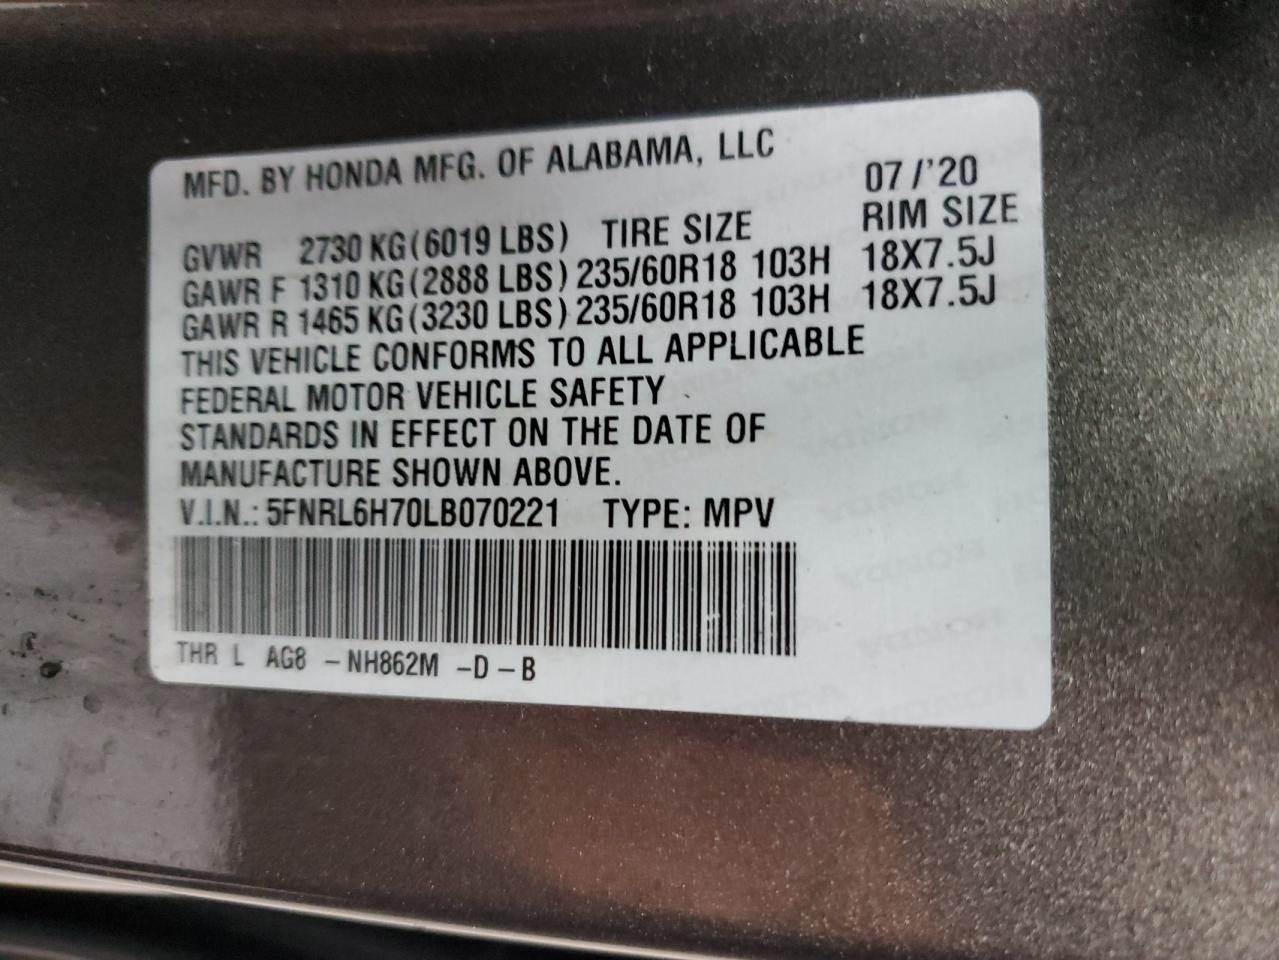 MFD. BY HONDA MFG. OF ALABAMA, LLC 07/'20
GVWR 2730 KG(6019 LBS) TIRE SIZE RIM SIZE
GAWR F 1310 KG(2888 LBS) 235/60R18 103H 18X7.5J
GAWR R 1465 KG(3230 LBS) 235/60R18 103H 18X7.5J
THIS VEHICLE CONFORMS TO ALL APPLICABLE
FEDERAL MOTOR VEHICLE SAFETY
STANDARDS IN EFFECT ON THE DATE OF
MANUFACTURE SHOWN ABOVE.
V.I.N.: 5FNRL6H70LB070221 TYPE: MPV
THR L AG8 -NH862M -D-B